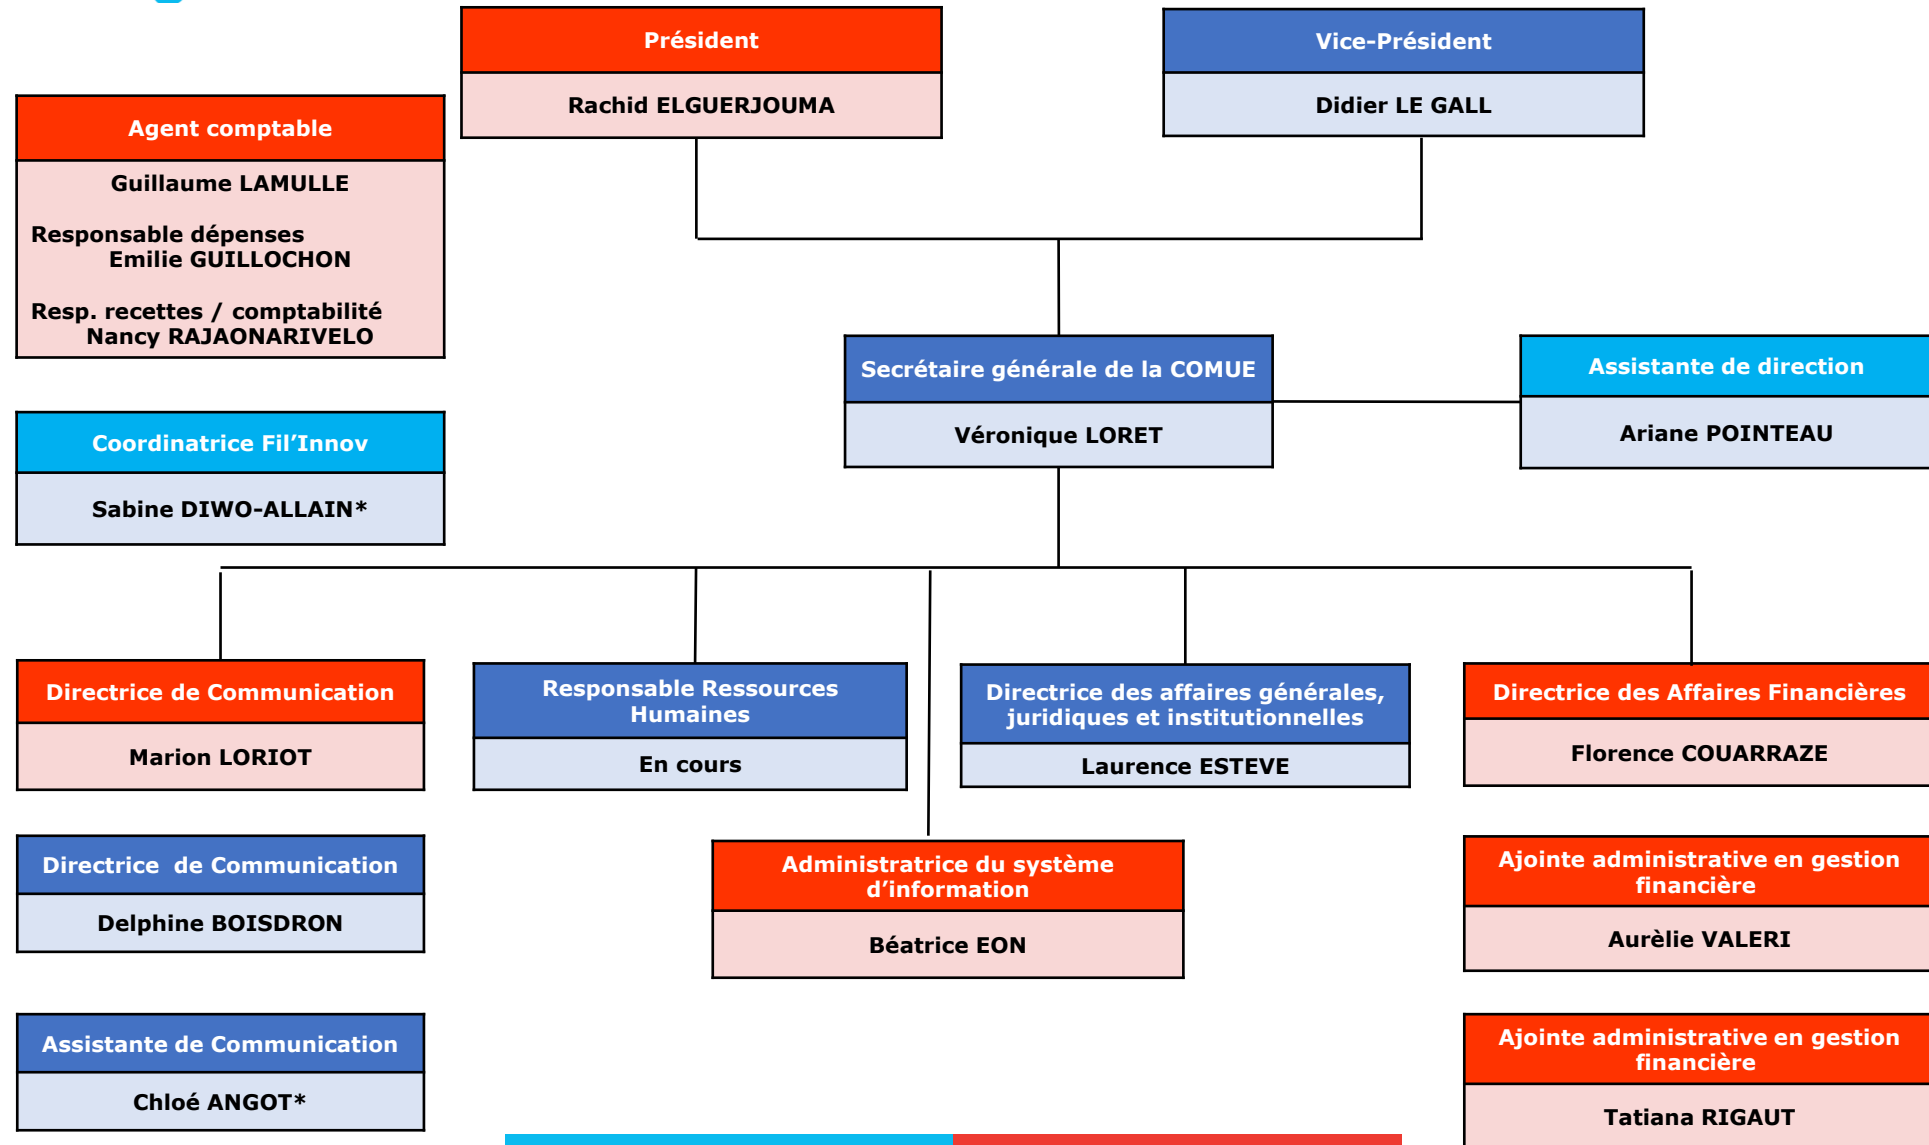 Président
Rachid ELGUERJOUMA
Vice-Président
Didier LE GALL
Agent comptable
Guillaume LAMULLE
Responsable dépenses
Emilie GUILLOCHON
Resp. recettes / comptabilité
Nancy RAJAONARIVELO
Secrétaire générale de la COMUE
Véronique LORET
Assistante de direction
Ariane POINTEAU
Coordinatrice Fil’Innov
Sabine DIWO-ALLAIN*
Directrice de Communication
Marion LORIOT
Responsable Ressources
Humaines
En cours
Directrice des affaires générales,
juridiques et institutionnelles
Laurence ESTEVE
Directrice des Affaires Financières
Florence COUARRAZE
Directrice  de Communication
Delphine BOISDRON
Administratrice du système
d’information
Béatrice EON
Ajointe administrative en gestion
financière
Aurèlie VALERI
Assistante de Communication
Chloé ANGOT*
Ajointe administrative en gestion
financière
Tatiana RIGAUT